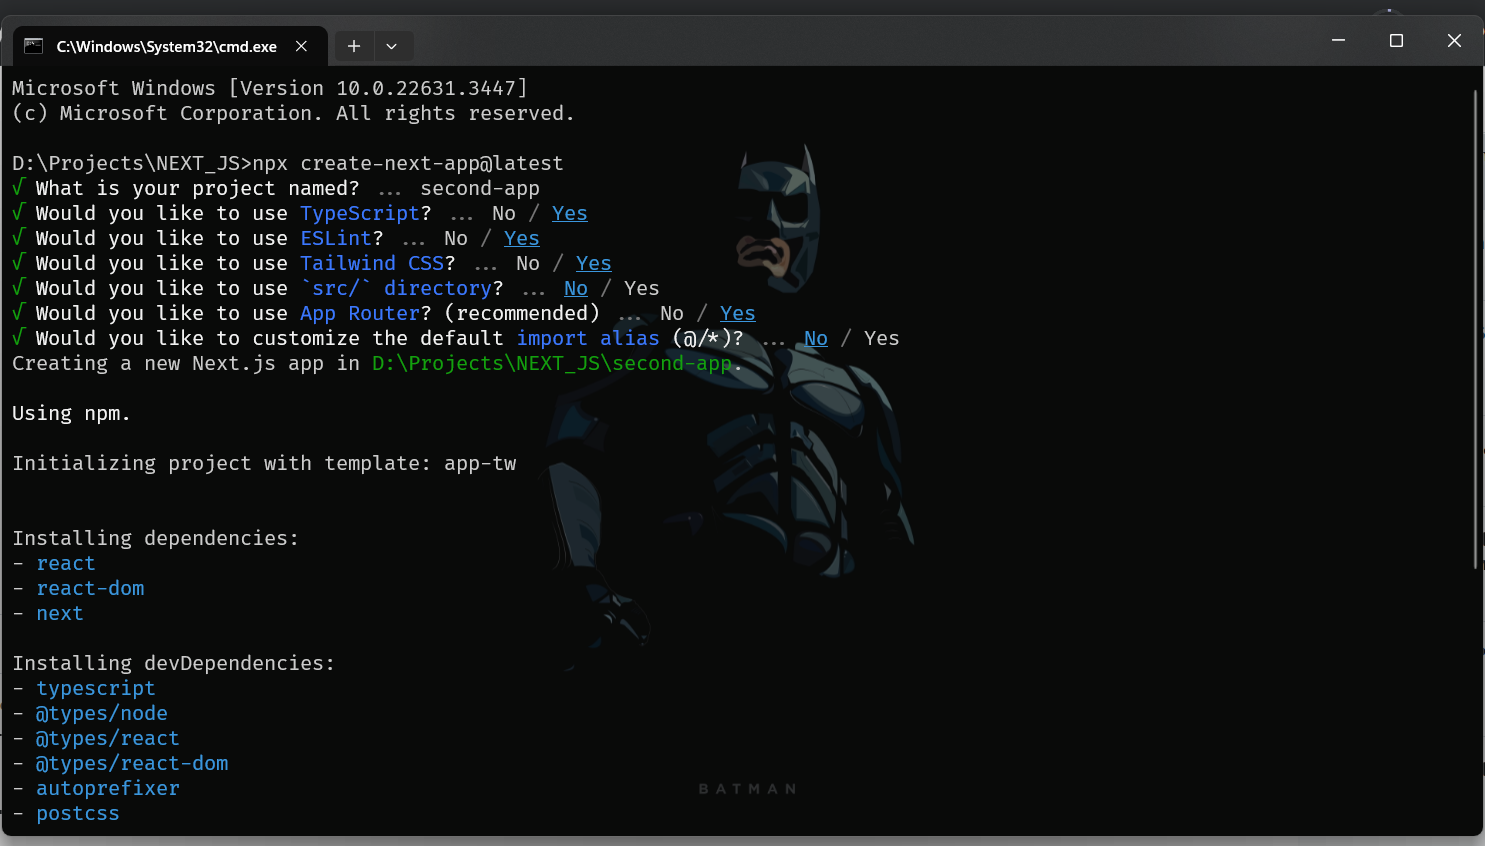 C:\Windows\System32\cmd.exe
Microsoft Windows [Version 10.0.22631.3447]
(c) Microsoft Corporation. All rights reserved.
D:\Projects\NEXT_JS>npx create-next-app@latest
√ What is your project named? ... second-app
√ Would you like to use TypeScript? ... No / Yes
√ Would you like to use ESLint? ... No / Yes
√ Would you like to use Tailwind CSS? ... No / Yes
√ Would you like to use `src/` directory? ... No / Yes
√ Would you like to use App Router? (recommended) ... No / Yes
√ Would you like to customize the default import alias (@/*)? ... No / Yes
Creating a new Next.js app in D:\Projects\NEXT_JS\second-app.
Using npm.
Initializing project with template: app-tw
Installing dependencies:
- react
- react-dom
- next
Installing devDependencies:
- typescript
- @types/node
- @types/react
- @types/react-dom
- autoprefixer
- postcss
BATMAN